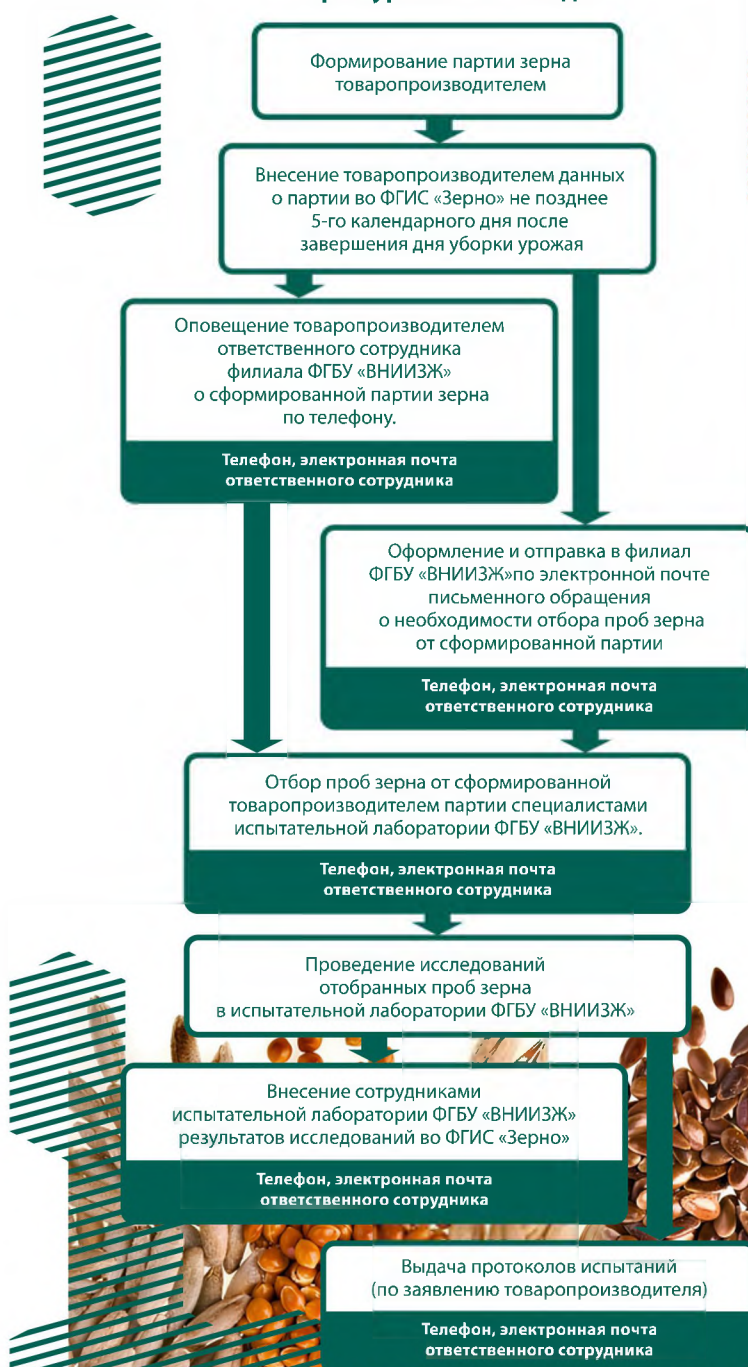 Формирование партии зерна
товаропроизводителем
Внесение товаропроизводителем данных
о партии во ФГИС «Зерно» не позднее
5-го календарного дня после
завершения дня уборки урожая
Оповещение товаропроизводителем
ответственного сотрудника
филиала ФГБУ «ВНИИЗЖ»
о сформированной партии зерна
по телефону.
Телефон, электронная почта
ответственного сотрудника
Оформление и отправка в филиал
ФГБУ «ВНИИЗЖ»по электронной почте
письменного обращения
о необходимости отбора проб зерна
от сформированной партии
Телефон, электронная почта
ответственного сотрудника
Отбор проб зерна от сформированной
товаропроизводителем партии специалистами
испытательной лаборатории ФГБУ «ВНИИЗЖ».
Телефон, электронная почта
ответственного сотрудника
Проведение исследований
отобранных проб зерна
в испытательной лаборатории ФГБУ «ВНИИЗЖ»
Внесение сотрудниками
испытательной лаборатории ФГБУ «ВНИИЗЖ»
результатов исследований во ФГИС «Зерно»
Телефон, электронная почта
ответственного сотрудника
Выдача протоколов испытаний
(по заявлению товаропроизводителя)
Телефон, электронная почта
ответственного сотрудника